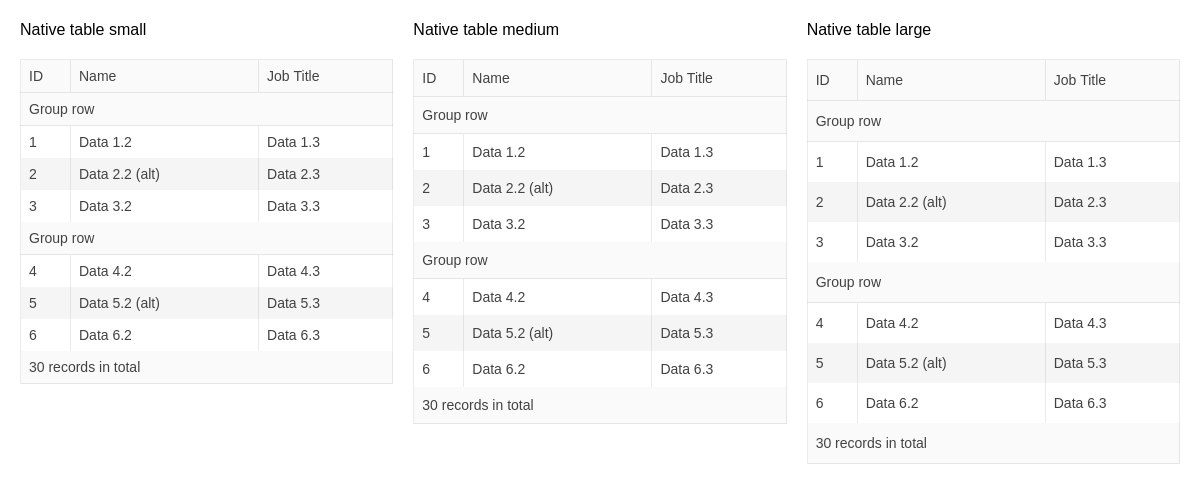 Native table small
ID Name Job Title
Group row
1 Data 1.2 Data 1.3
2 Data 2.2 (alt) Data 2.3
3 Data 3.2 Data 3.3
Group row
4 Data 4.2 Data 4.3
5 Data 5.2 (alt) Data 5.3
6 Data 6.2 Data 6.3
30 records in total
Native table medium
ID Name Job Title
Group row
1 Data 1.2 Data 1.3
2 Data 2.2 (alt) Data 2.3
3 Data 3.2 Data 3.3
Group row
4 Data 4.2 Data 4.3
5 Data 5.2 (alt) Data 5.3
6 Data 6.2 Data 6.3
30 records in total
Native table large
ID Name Job Title
Group row
1 Data 1.2 Data 1.3
2 Data 2.2 (alt) Data 2.3
3 Data 3.2 Data 3.3
Group row
4 Data 4.2 Data 4.3
5 Data 5.2 (alt) Data 5.3
6 Data 6.2 Data 6.3
30 records in total